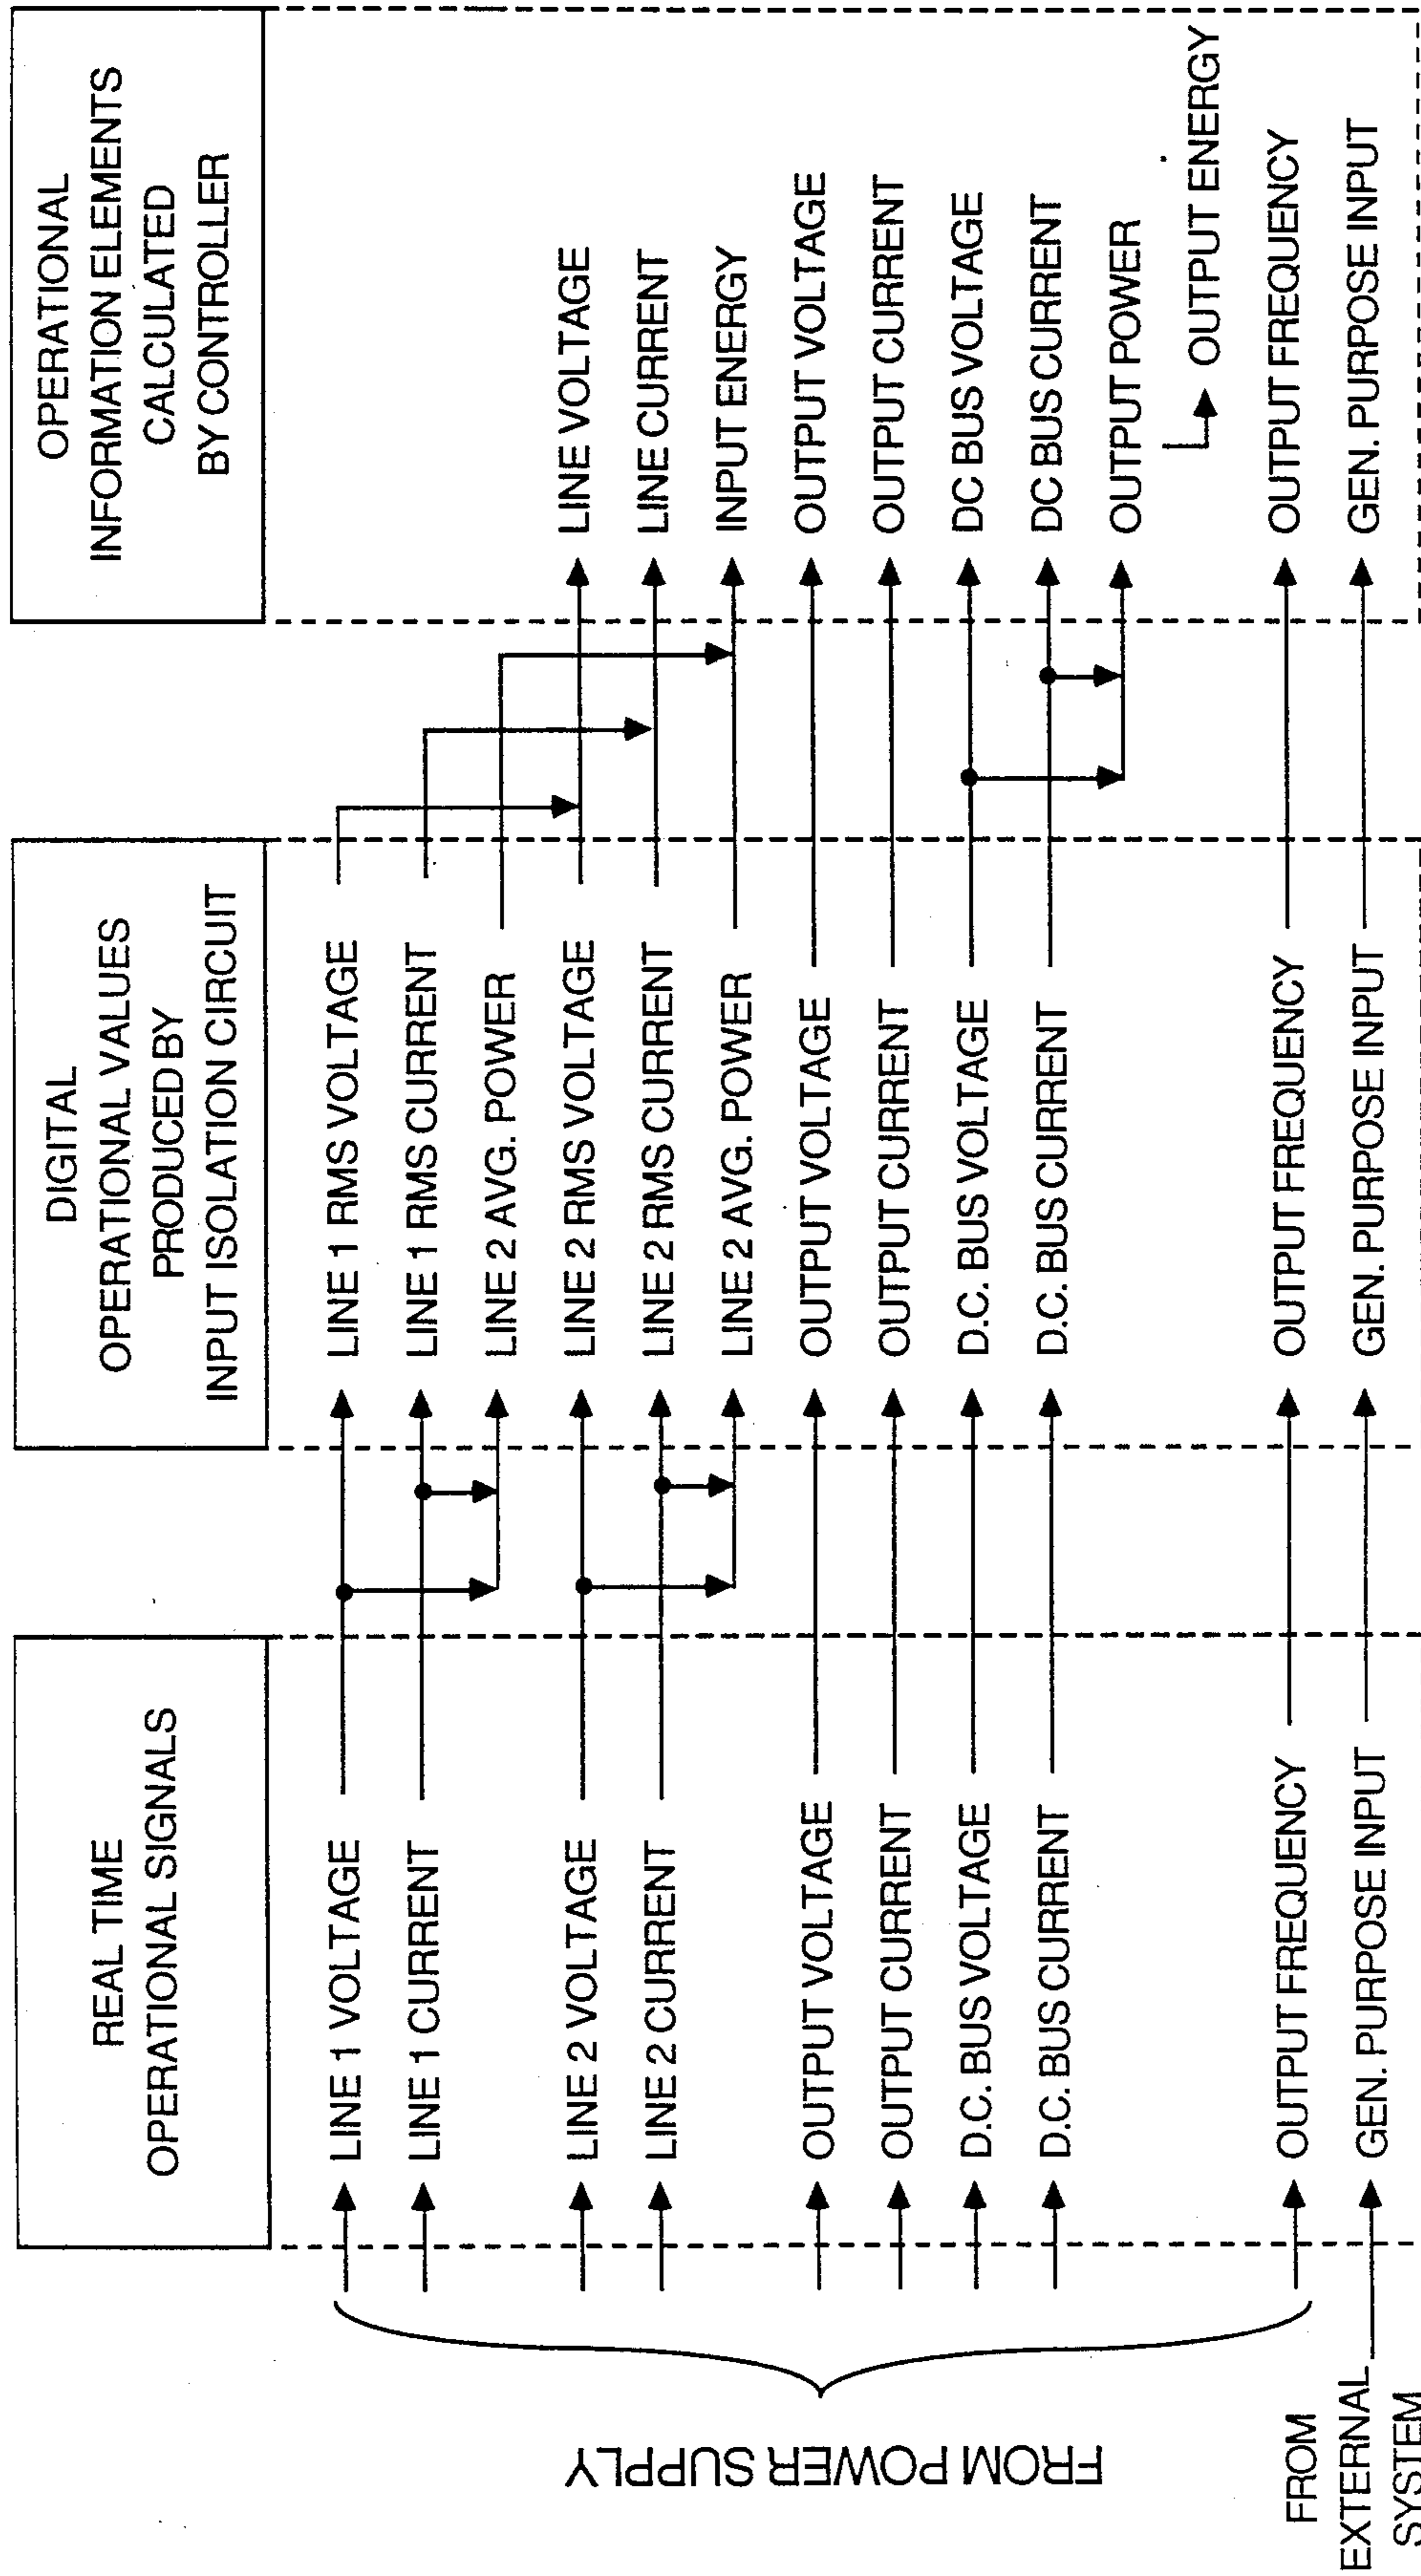 REAL TIME
OPERATIONAL SIGNALS
LINE 1 VOLTAGE
LINE 1 CURRENT
LINE 2 VOLTAGE
LINE 2 CURRENT
OUTPUT VOLTAGE
OUTPUT CURRENT
D.C. BUS VOLTAGE
D.C. BUS CURRENT
OUTPUT FREQUENCY
GEN. PURPOSE INPUT
FROM POWER SUPPLY
FROM
EXTERNAL
SYSTEM
DIGITAL
OPERATIONAL VALUES
PRODUCED BY
INPUT ISOLATION CIRCUIT
LINE 1 RMS VOLTAGE
LINE 1 RMS CURRENT
LINE 2 AVG. POWER
LINE 2 RMS VOLTAGE
LINE 2 RMS CURRENT
LINE 2 AVG. POWER
OUTPUT VOLTAGE
OUTPUT CURRENT
D.C. BUS VOLTAGE
D.C. BUS CURRENT
OUTPUT FREQUENCY
GEN. PURPOSE INPUT
OPERATIONAL
INFORMATION ELEMENTS
CALCULATED
BY CONTROLLER
LINE VOLTAGE
LINE CURRENT
INPUT ENERGY
OUTPUT VOLTAGE
OUTPUT CURRENT
DC BUS VOLTAGE
DC BUS CURRENT
OUTPUT POWER
OUTPUT ENERGY
OUTPUT FREQUENCY
GEN. PURPOSE INPUT